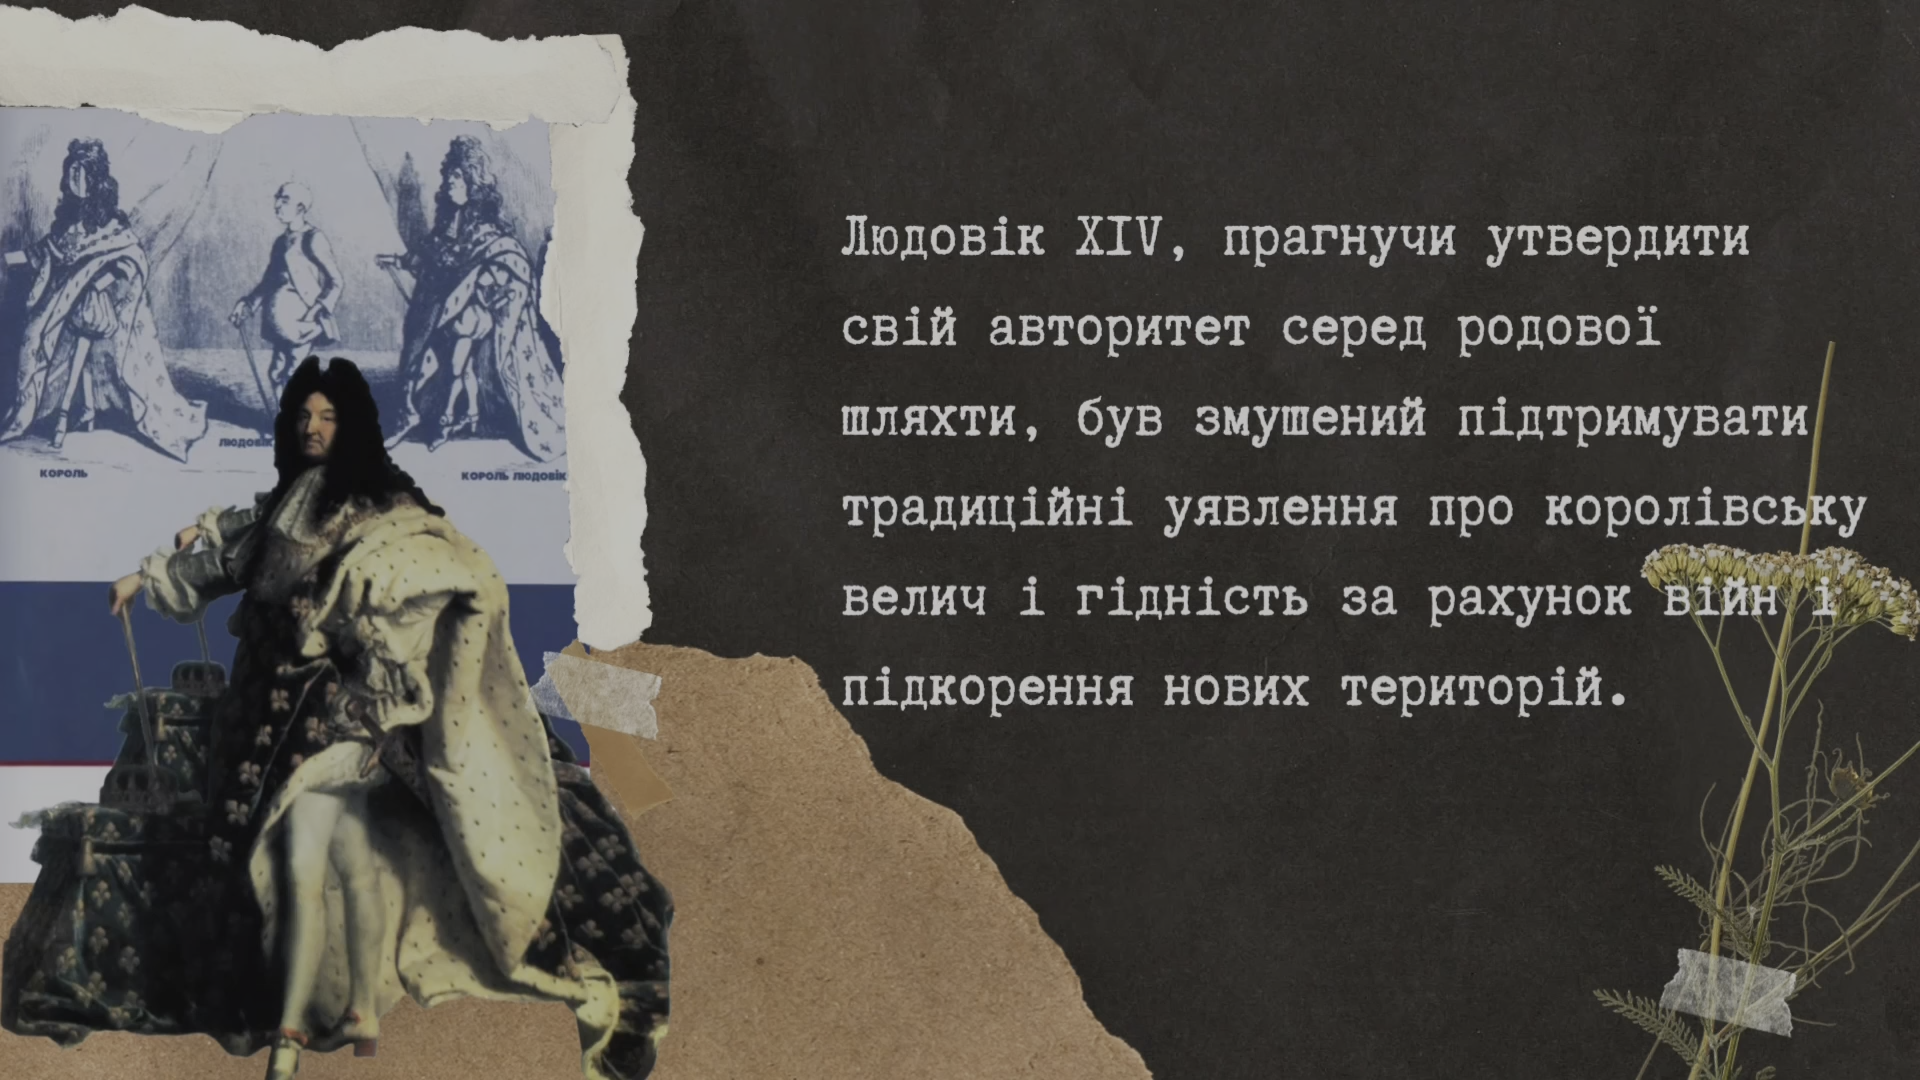 Людовік XIV, прагнучи утвердити
свій авторитет серед родової
шляхти, був змушений підтримувати
традиційні уявлення про королівську
велич і гідність за рахунок війн і
підкорення нових територій.
КОРОЛЬ
ЛЮДОВІК
КОРОЛЬ ЛЮДОВІК